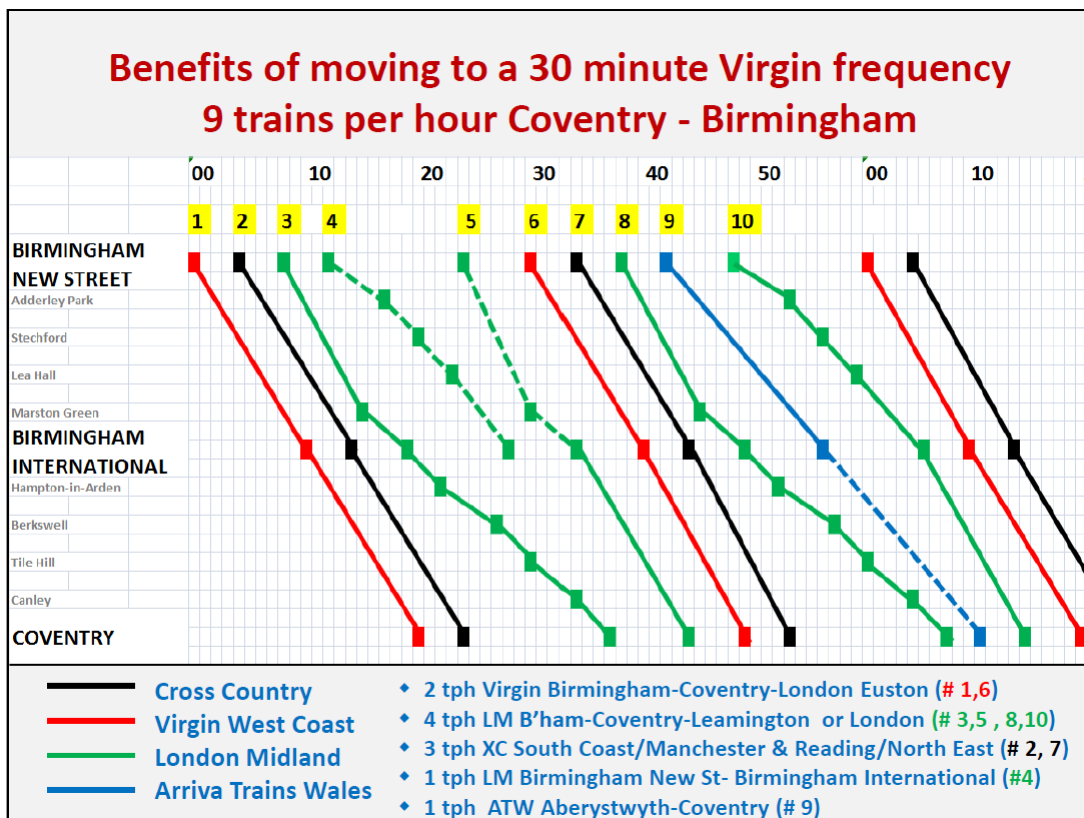 Benefits of moving to a 30 minute Virgin frequency
9 trains per hour Coventry - Birmingham
00 10 20 30 40 50 00 10
1 2 3 4 5 6 7 8 9 10
BIRMINGHAM
NEW STREET
Adderley Park
Stechford
Lea Hall
Marston Green
BIRMINGHAM
INTERNATIONAL
Hampton-in-Arden
Berkswell
Tile Hill
Canley
COVENTRY
Cross Country
Virgin West Coast
London Midland
Arriva Trains Wales
◆ 2 tph Virgin Birmingham-Coventry-London Euston (# 1,6)
◆ 4 tph LM B’ham-Coventry-Leamington or London (# 3,5 , 8,10)
◆ 3 tph XC South Coast/Manchester & Reading/North East (# 2, 7)
◆ 1 tph LM Birmingham New St- Birmingham International (#4)
◆ 1 tph ATW Aberystwyth-Coventry (# 9)